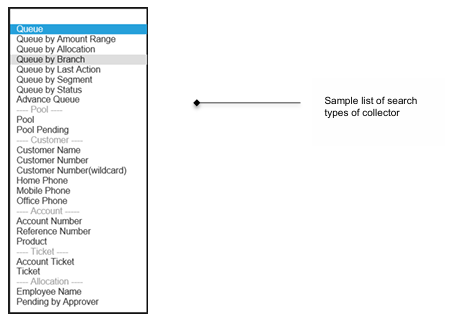 Queue
Queue by Amount Range
Queue by Allocation
Queue by Branch
Queue by Last Action
Queue by Segment
Queue by Status
Advance Queue
---- Pool ----
Pool
Pool Pending
---- Customer ----
Customer Name
Customer Number
Customer Number(wildcard)
Home Phone
Mobile Phone
Office Phone
---- Account -----
Account Number
Reference Number
Product
---- Ticket ----
Account Ticket
Ticket
---- Allocation ----
Employee Name
Pending by Approver
Sample list of search
types of collector